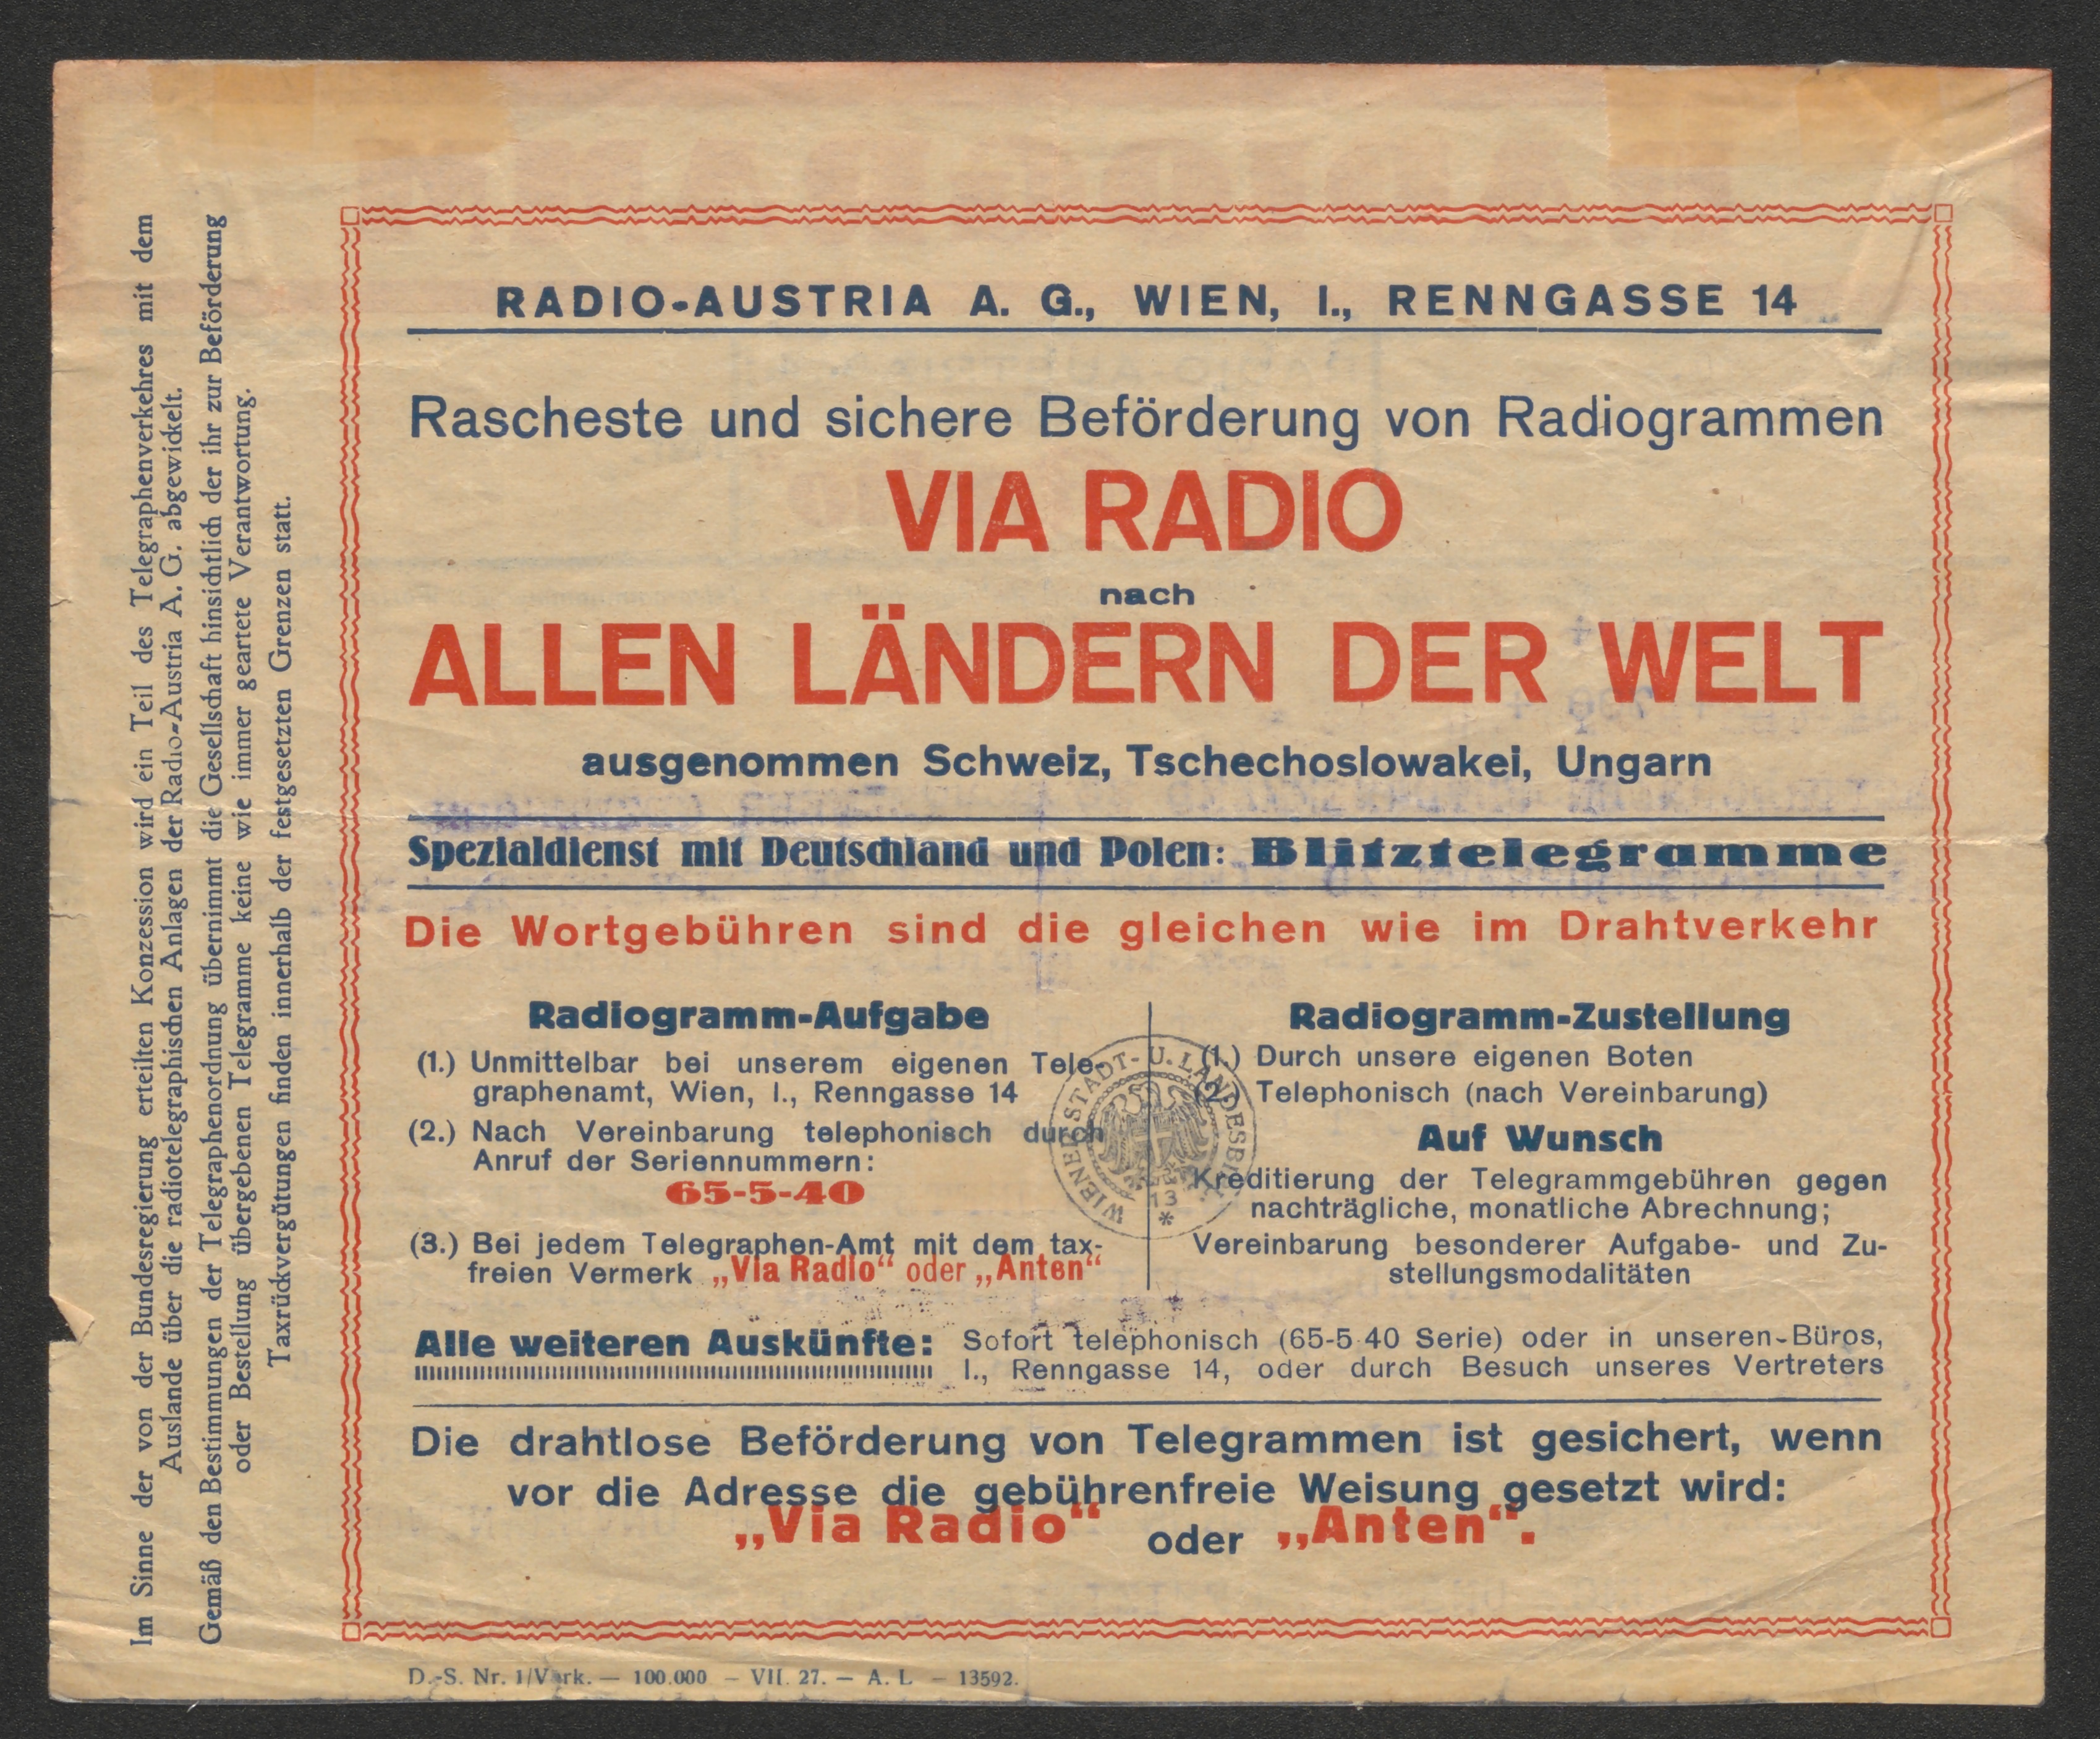 Im Sinne der von der Bundesregierung erteilten Konzession wird ein Teil des Telegraphenverkehres mit dem
Auslande über die radiotelegraphischen Anlagen der Radio-Austria A. G. abgewickelt.
Gemäß den Bestimmungen der Telegraphenordnung übernimmt die Gesellschaft hinsichtlich der ihr zur Beförderung
oder Bestellung übergebenen Telegramme keine wie immer geartete Verantwortung.
Taxrückvergütungen finden innerhalb der festgesetzten Grenzen statt.
RADIO-AUSTRIA A. G., WIEN, I., RENNGASSE 14
Rascheste und sichere Beförderung von Radiogrammen
VIA RADIO
nach
ALLEN LÄNDERN DER WELT
ausgenommen Schweiz, Tschechoslowakei, Ungarn
Spezialdienst mit Deutschland und Polen: Blitztelegramme
Die Wortgebühren sind die gleichen wie im Drahtverkehr
Radiogramm-Aufgabe
(1.) Unmittelbar bei unserem eigenen Tele-
graphenamt, Wien, I., Renngasse 14
(2.) Nach Vereinbarung telephonisch durch
Anruf der Seriennummern:
65-5-40
(3.) Bei jedem Telegraphen-Amt mit dem tax-
freien Vermerk „Via Radio“ oder „Anten“
Radiogramm-Zustellung
(1.) Durch unsere eigenen Boten
(2.) Telephonisch (nach Vereinbarung)
Auf Wunsch
Kreditierung der Telegrammgebühren gegen
nachträgliche, monatliche Abrechnung;
Vereinbarung besonderer Aufgabe- und Zu-
stellungsmodalitäten
WIENER STADT- U. LANDESBI
13
Alle weiteren Auskünfte: Sofort telephonisch (65-5-40 Serie) oder in unseren Büros,
I., Renngasse 14, oder durch Besuch unseres Vertreters
Die drahtlose Beförderung von Telegrammen ist gesichert, wenn
vor die Adresse die gebührenfreie Weisung gesetzt wird:
„Via Radio“ oder „Anten“.
D.-S. Nr. 1/Verk. — 100.000 — VII. 27. — A. L — 13592.